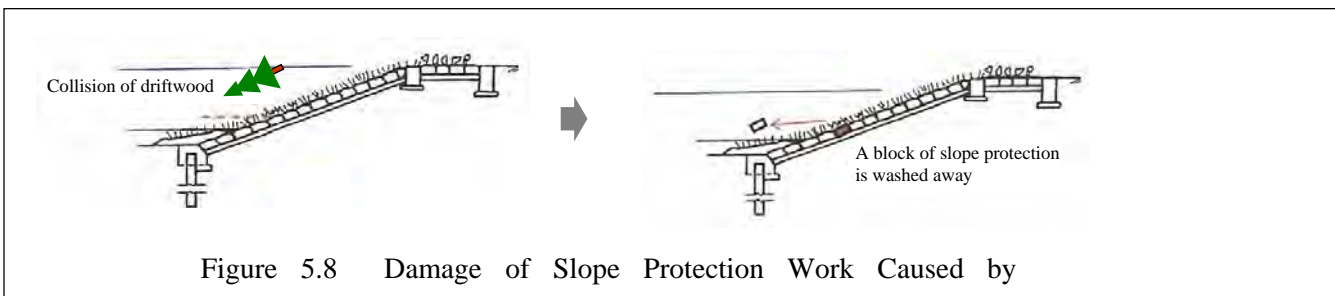 Collision of driftwood
A block of slope protection
is washed away
Figure 5.8 Damage of Slope Protection Work Caused by